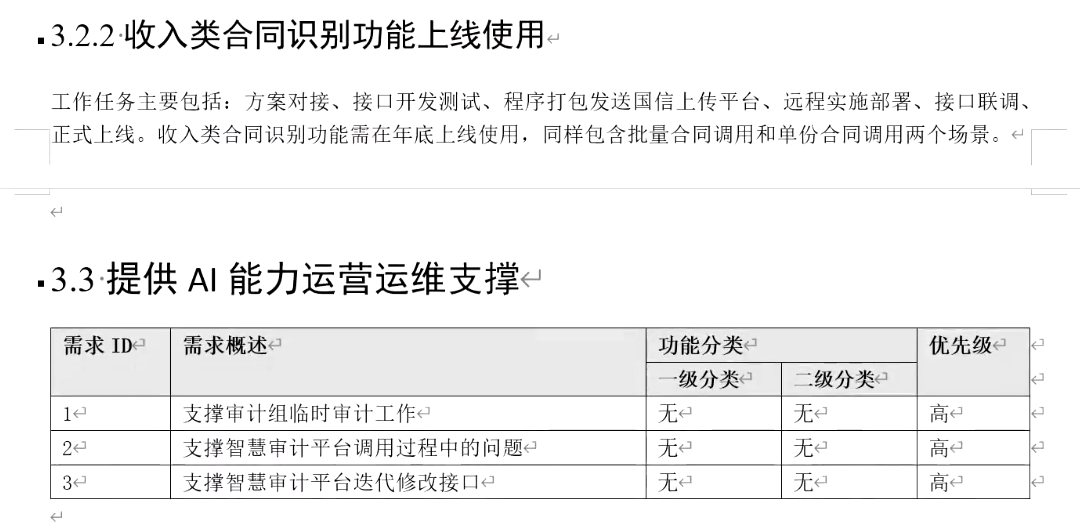 3.2.2 收入类合同识别功能上线使用
工作任务主要包括：方案对接、接口开发测试、程序打包发送国信上传平台、远程实施部署、接口联调、
正式上线。收入类合同识别功能需在年底上线使用，同样包含批量合同调用和单份合同调用两个场景。
3.3 提供 AI 能力运营运维支撑
需求 ID 需求概述 功能分类 优先级
一级分类 二级分类
1 支撑审计组临时审计工作 无 无 高
2 支撑智慧审计平台调用过程中的问题 无 无 高
3 支撑智慧审计平台迭代修改接口 无 无 高